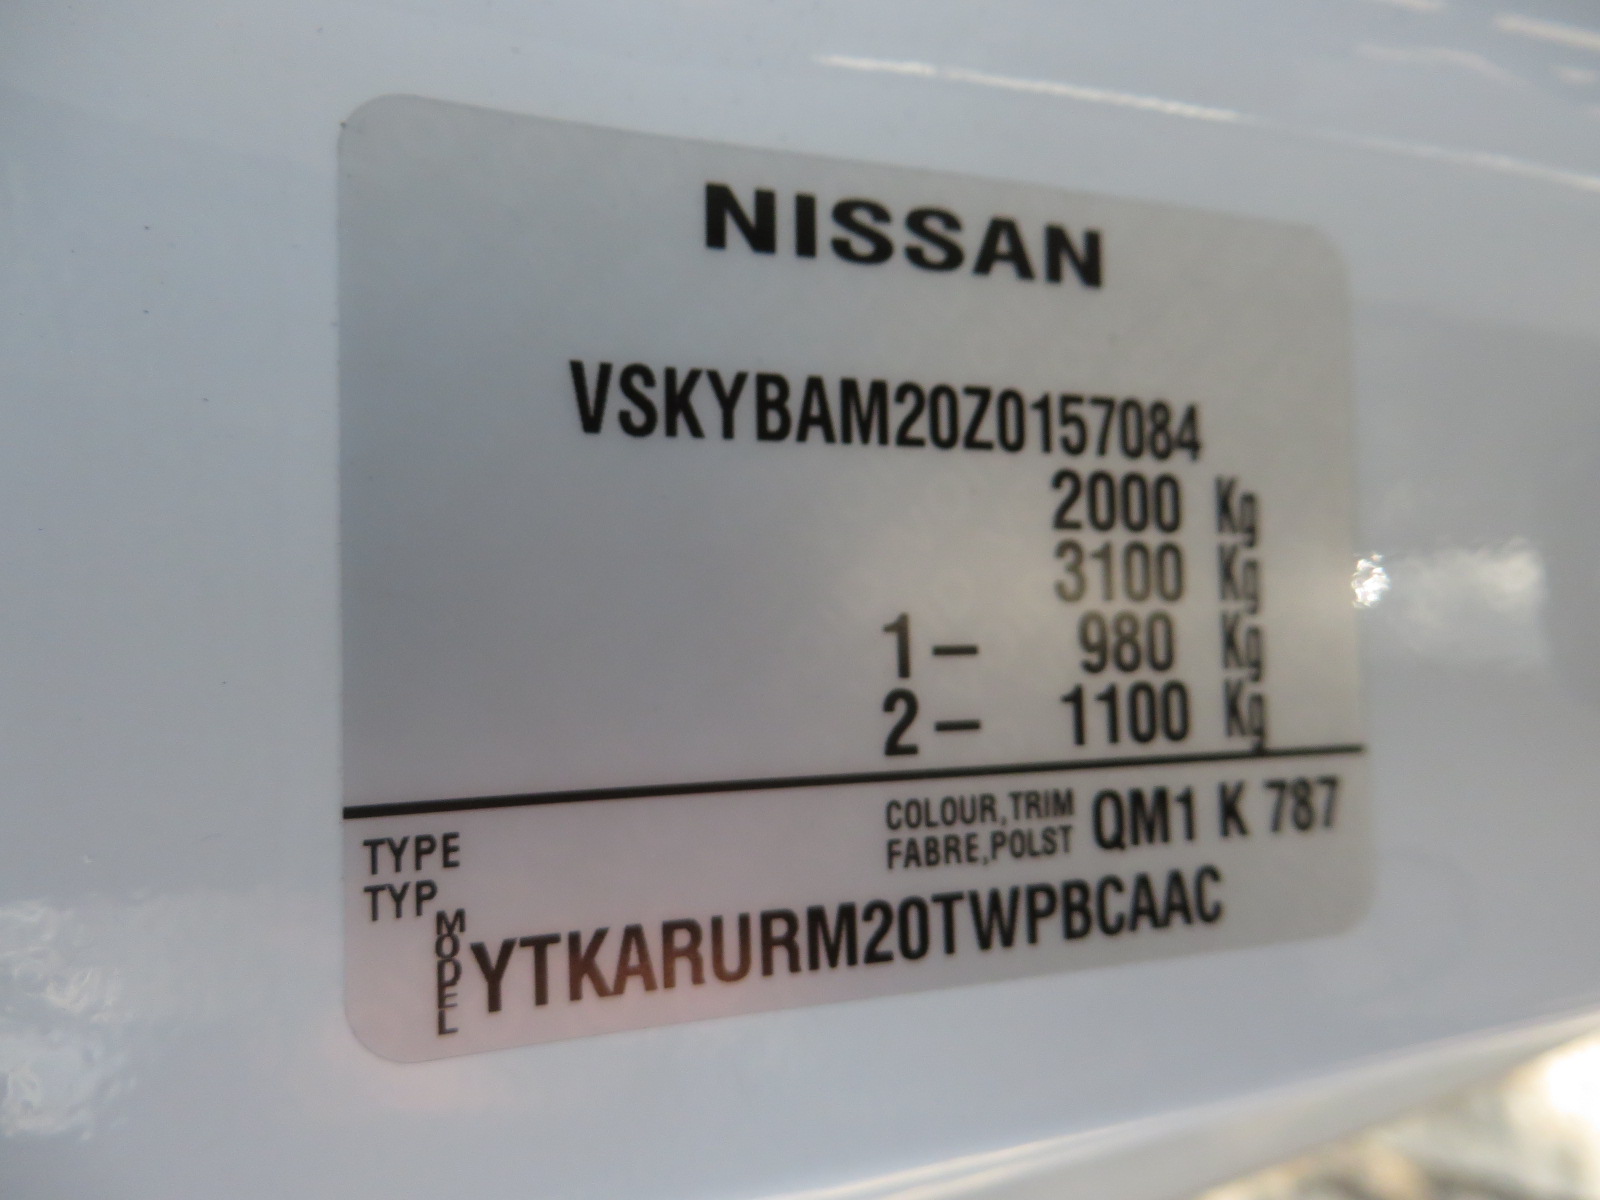 NISSAN
VSKYBAM20Z0157084
2000 Kg
3100 Kg
1- 980 Kg
2- 1100 Kg
TYPE
TYP
COLOUR,TRIM
FABRE,POLST
QM1 K 787
MODEL
YTKARURM20TWPBCAAC